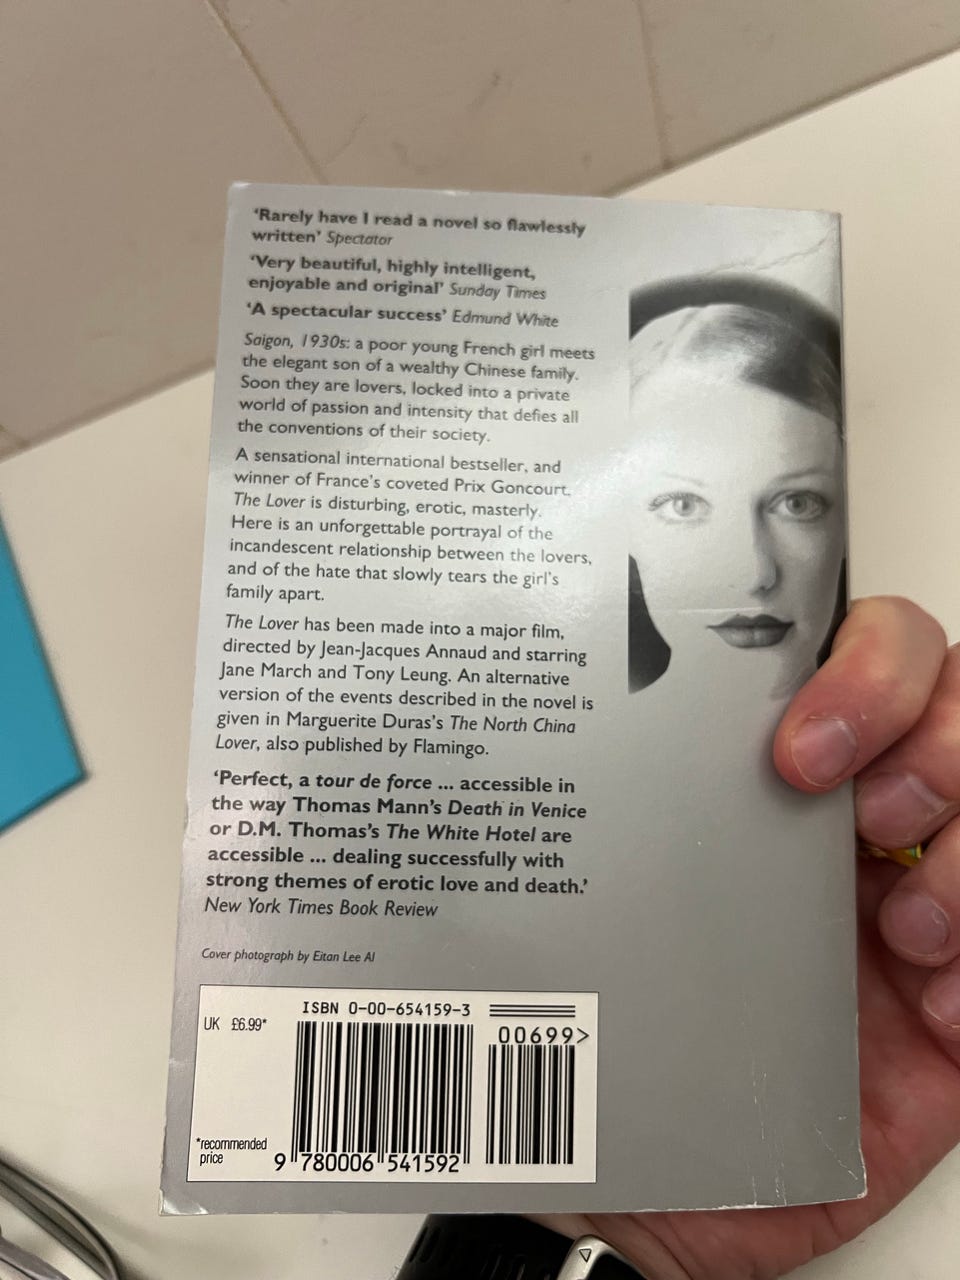 ‘Rarely have I read a novel so flawlessly
written’ Spectator
‘Very beautiful, highly intelligent,
enjoyable and original’ Sunday Times
‘A spectacular success’ Edmund White
Saigon, 1930s: a poor young French girl meets
the elegant son of a wealthy Chinese family.
Soon they are lovers, locked into a private
world of passion and intensity that defies all
the conventions of their society.
A sensational international bestseller, and
winner of France’s coveted Prix Goncourt,
The Lover is disturbing, erotic, masterly.
Here is an unforgettable portrayal of the
incandescent relationship between the lovers,
and of the hate that slowly tears the girl’s
family apart.
The Lover has been made into a major film,
directed by Jean-Jacques Annaud and starring
Jane March and Tony Leung. An alternative
version of the events described in the novel is
given in Marguerite Duras’s The North China
Lover, also published by Flamingo.
‘Perfect, a tour de force ... accessible in
the way Thomas Mann’s Death in Venice
or D.M. Thomas’s The White Hotel are
accessible ... dealing successfully with
strong themes of erotic love and death.’
New York Times Book Review
Cover photograph by Eitan Lee Al
ISBN 0-00-654159-3
UK £6.99*
00699>
*recommended
price
9 780006 541592